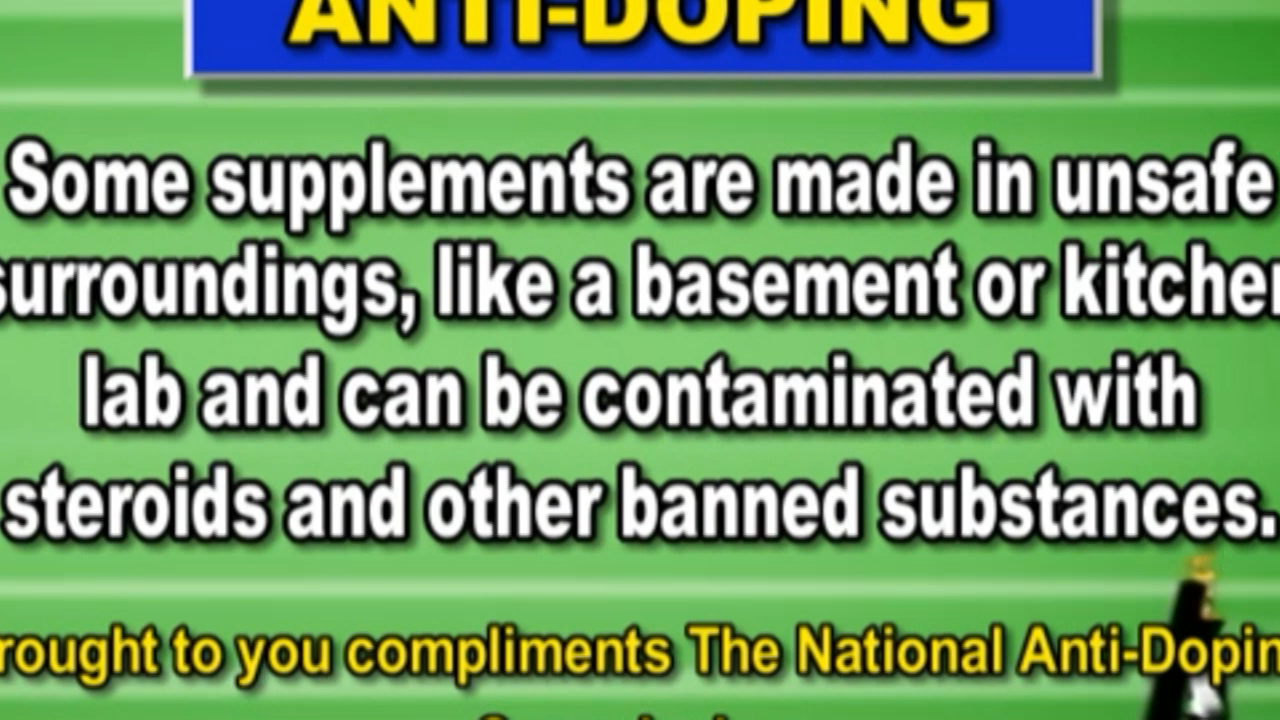 ANTI-DOPING
Some supplements are made in unsafe
surroundings, like a basement or kitchen
lab and can be contaminated with
steroids and other banned substances.
rought to you compliments The National Anti-Dopin